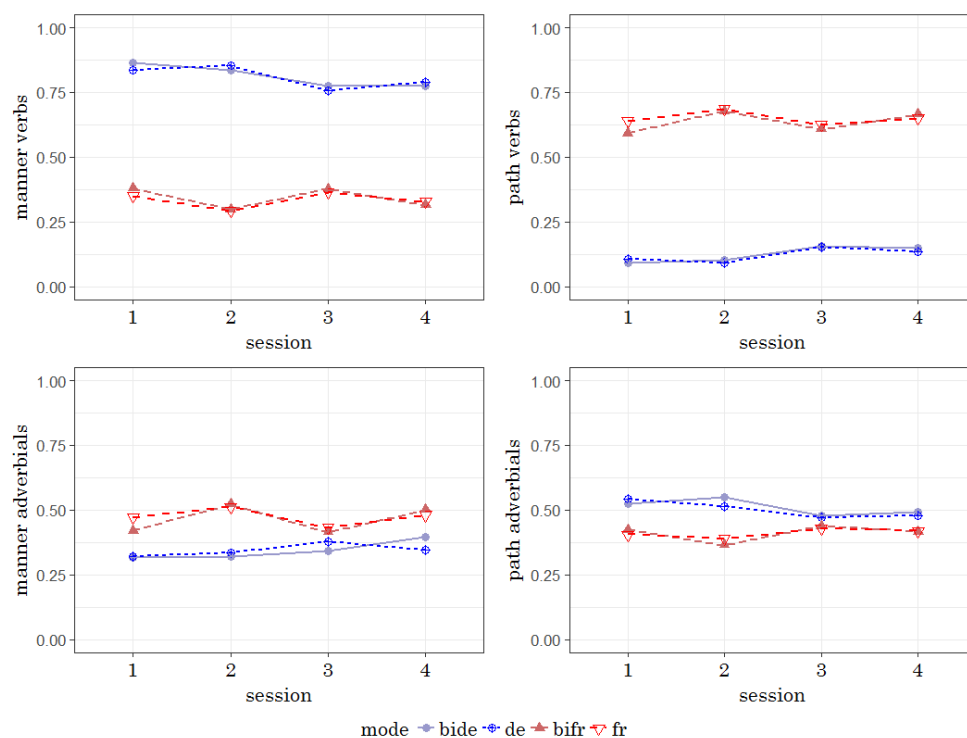 1.00
0.75
0.50
0.25
0.00
manner verbs
1 2 3 4
session
1.00
0.75
0.50
0.25
0.00
path verbs
1 2 3 4
session
1.00
0.75
0.50
0.25
0.00
manner adverbials
1 2 3 4
session
1.00
0.75
0.50
0.25
0.00
path adverbials
1 2 3 4
session
mode bide de bifr fr